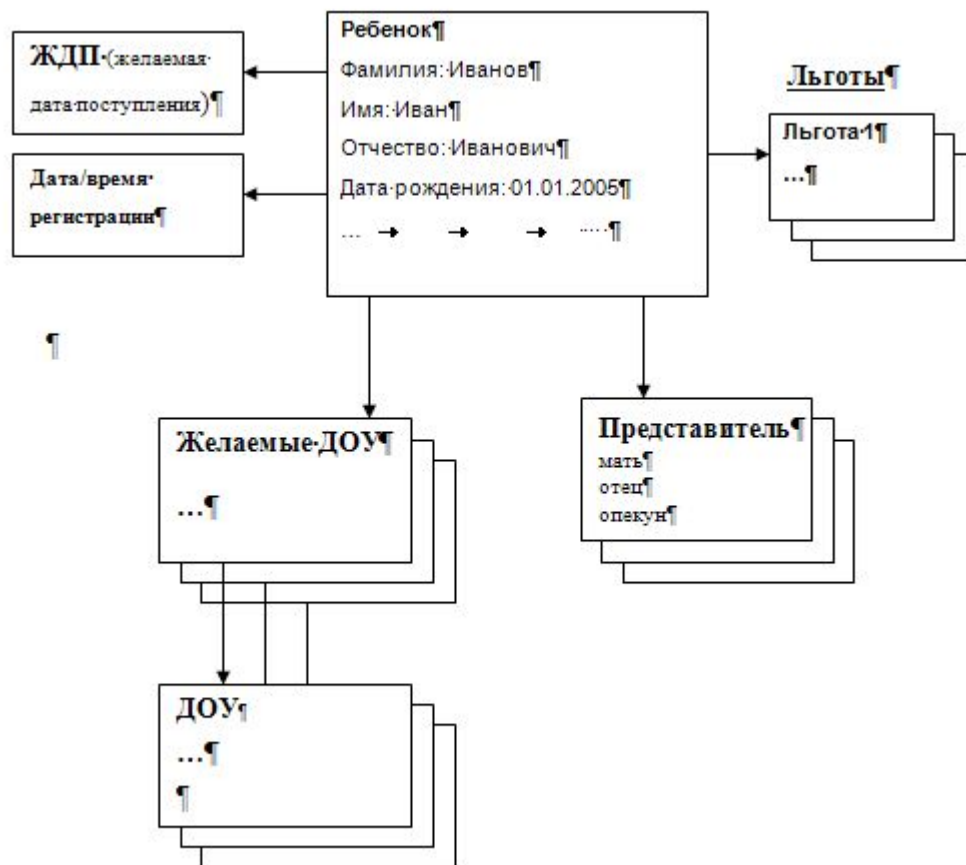 ЖДП·(желаемая·
дата·поступления)¶
Дата/время·
регистрации¶
Ребенок¶
Фамилия:·Иванов¶
Имя:·Иван¶
Отчество:·Иванович¶
Дата·рождения:·01.01.2005¶
... → → → ·····¶
Льготы¶
Льгота·1¶
...¶
¶
Желаемые·ДОУ¶
...¶
Представитель¶
мать¶
отец¶
опекун¶
ДОУ¶
...¶
¶